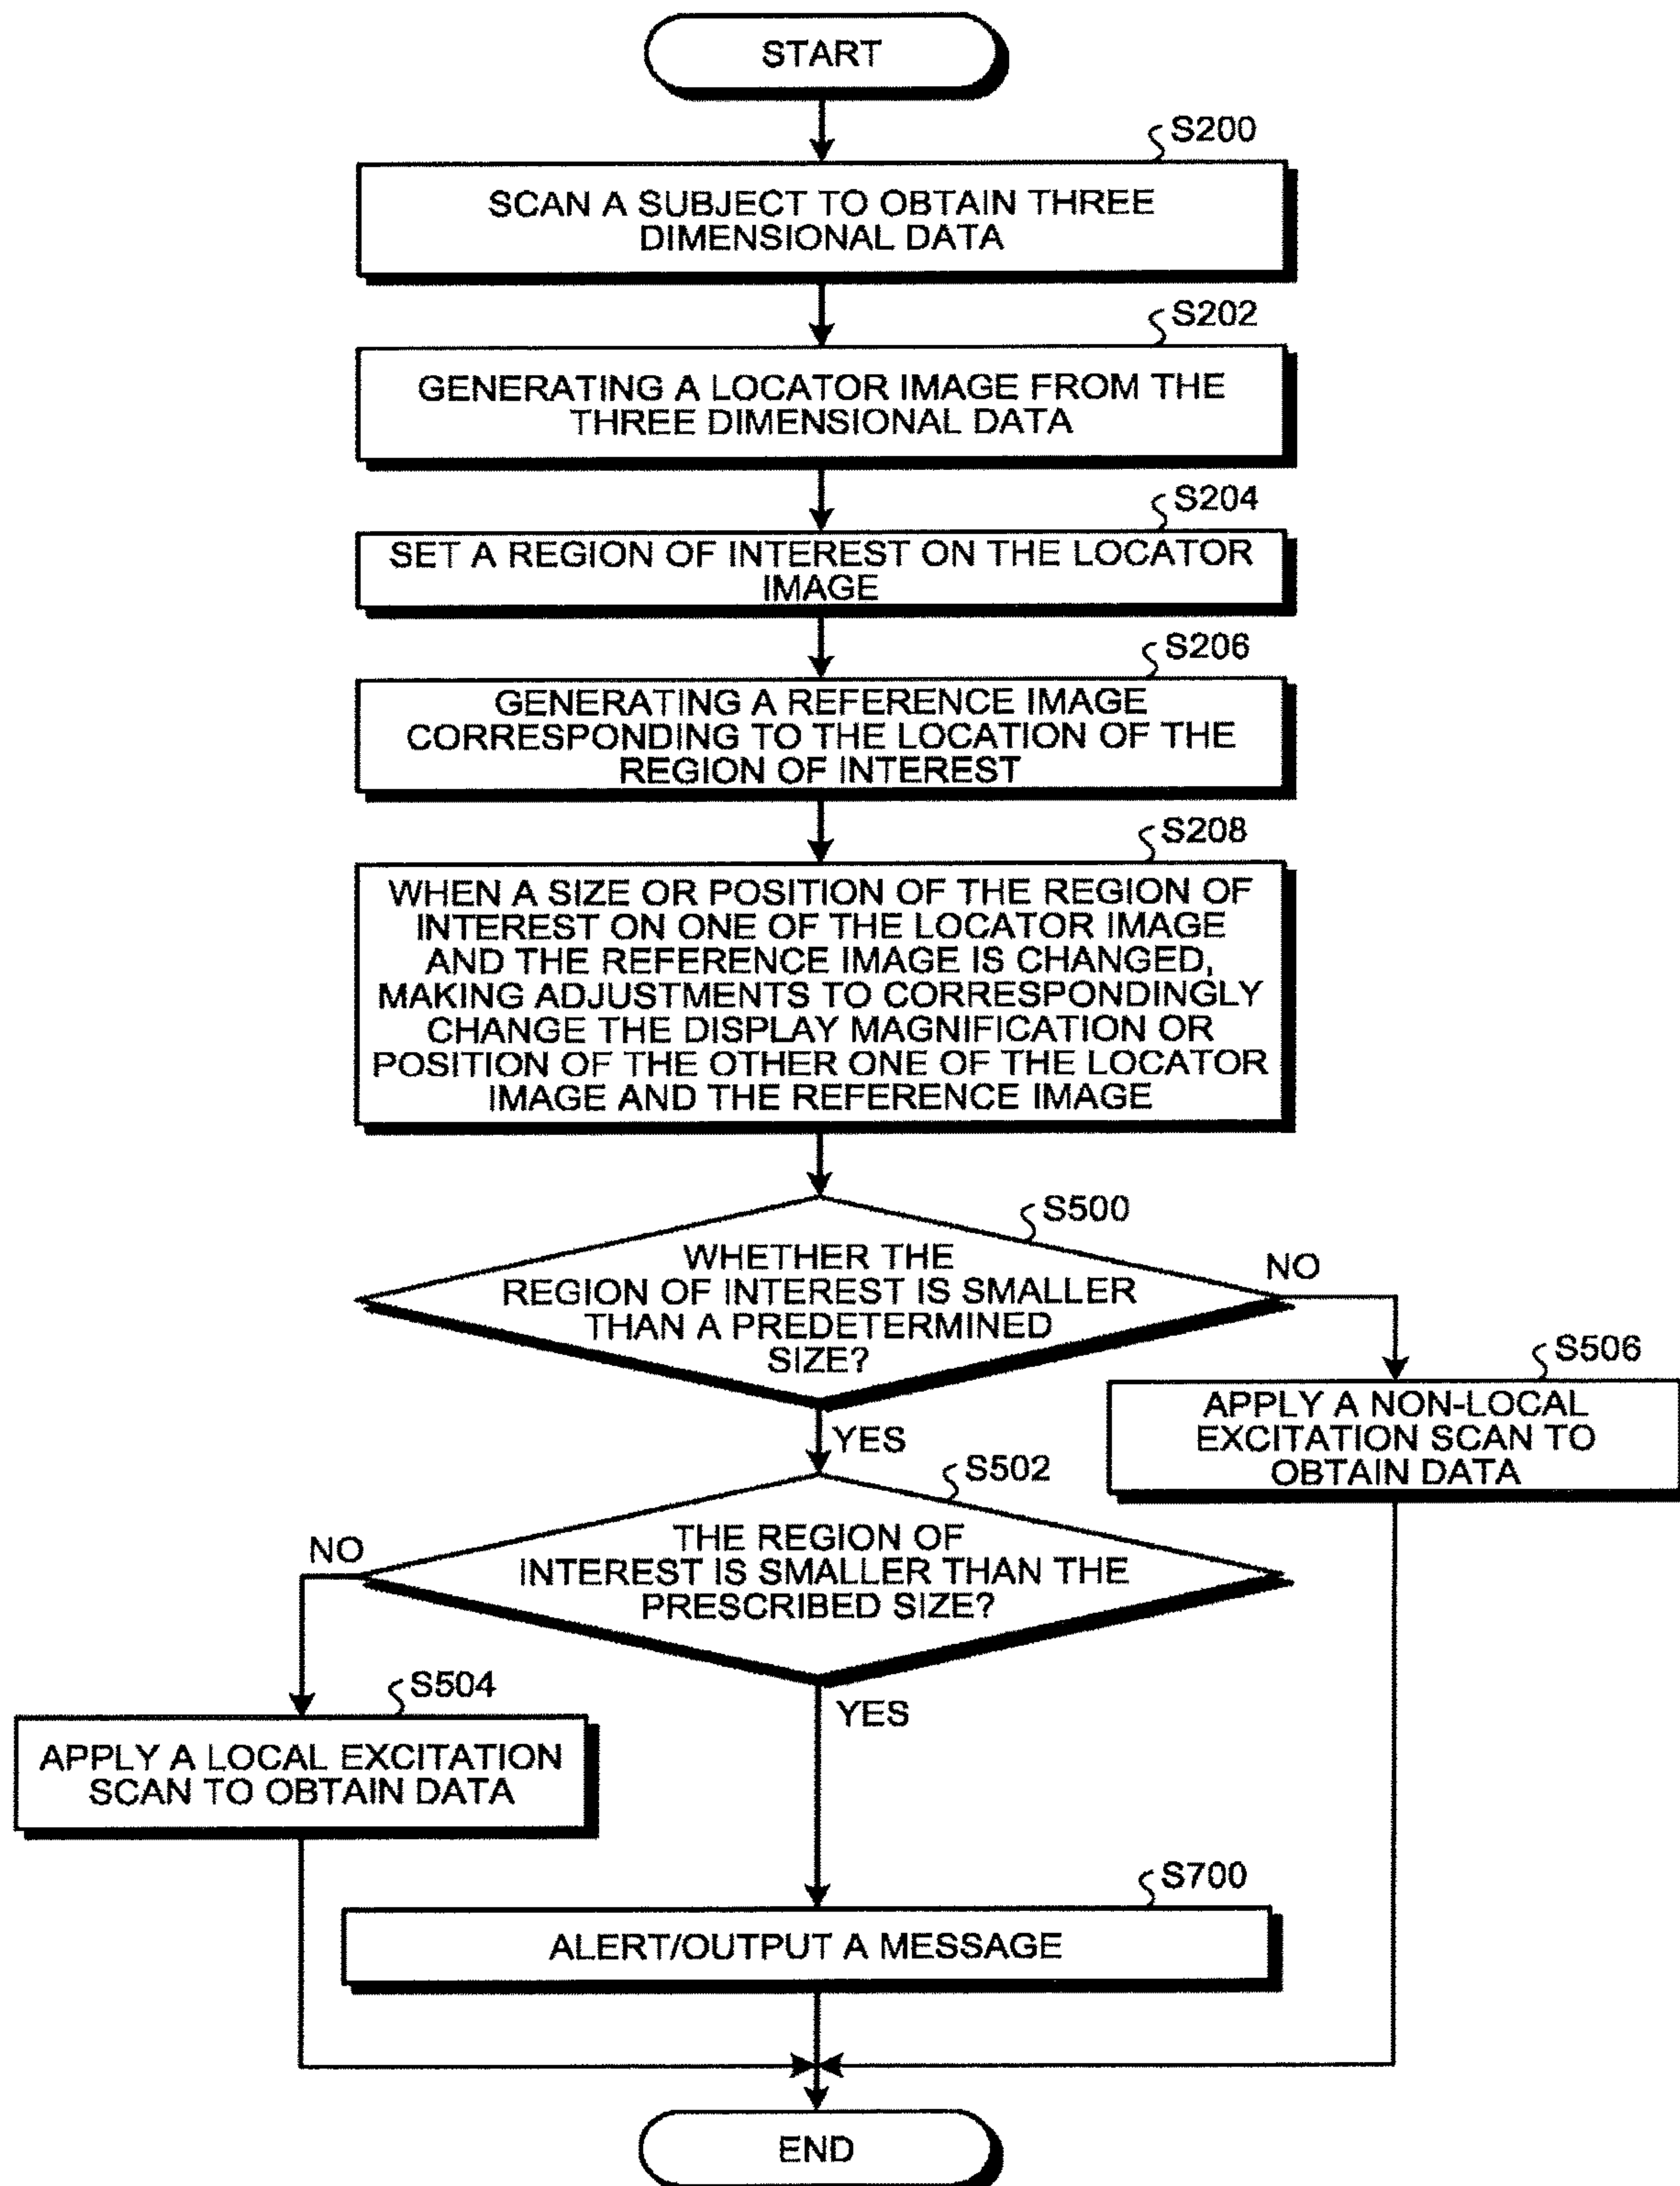 START
S200
SCAN A SUBJECT TO OBTAIN THREE
DIMENSIONAL DATA
S202
GENERATING A LOCATOR IMAGE FROM THE
THREE DIMENSIONAL DATA
S204
SET A REGION OF INTEREST ON THE LOCATOR
IMAGE
S206
GENERATING A REFERENCE IMAGE
CORRESPONDING TO THE LOCATION OF THE
REGION OF INTEREST
S208
WHEN A SIZE OR POSITION OF THE REGION OF
INTEREST ON ONE OF THE LOCATOR IMAGE
AND THE REFERENCE IMAGE IS CHANGED,
MAKING ADJUSTMENTS TO CORRESPONDINGLY
CHANGE THE DISPLAY MAGNIFICATION OR
POSITION OF THE OTHER ONE OF THE LOCATOR
IMAGE AND THE REFERENCE IMAGE
S500
WHETHER THE
REGION OF INTEREST IS SMALLER
THAN A PREDETERMINED
SIZE?
NO
YES
S506
APPLY A NON-LOCAL
EXCITATION SCAN TO
OBTAIN DATA
S502
THE REGION OF
INTEREST IS SMALLER THAN THE
PRESCRIBED SIZE?
NO
YES
S504
APPLY A LOCAL EXCITATION
SCAN TO OBTAIN DATA
S700
ALERT/OUTPUT A MESSAGE
END